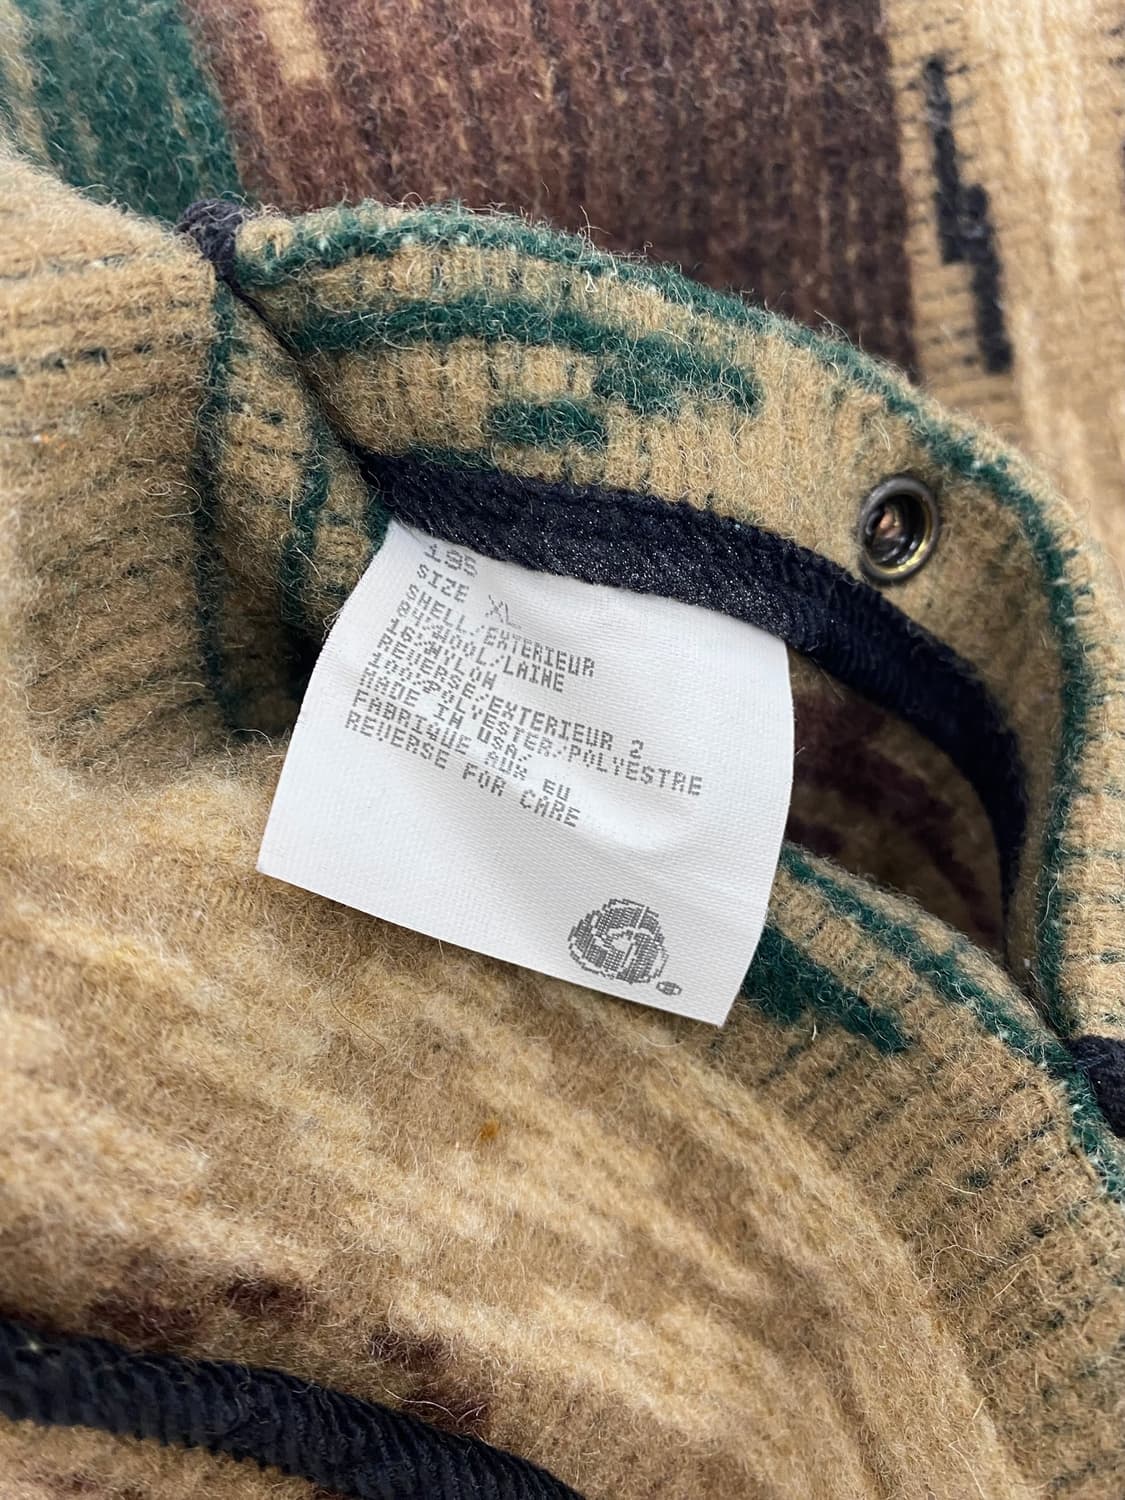 195
SIZE XL
SHELL/EXTERIEUR
84%WOOL/LAINE
16%NYLON
REVERSE/EXTERIEUR 2
100%POLYESTER/POLYESTRE
MADE IN USA/
FABRIQUE AUX EU
REVERSE FOR CARE